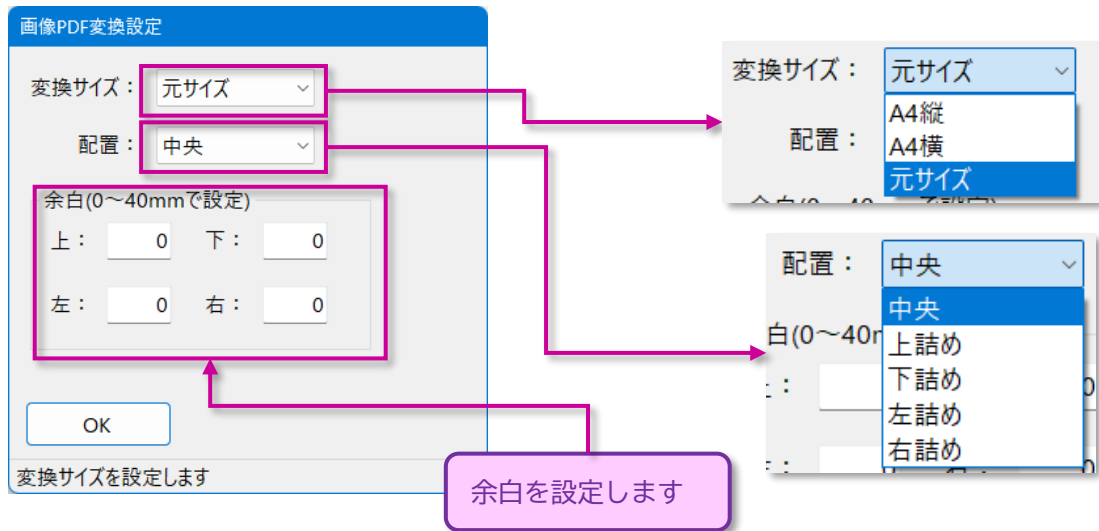 画像PDF変換設定
変換サイズ： 元サイズ
配置： 中央
余白(0～40mmで設定)
上： 0 下： 0
左： 0 右： 0
OK
変換サイズを設定します
余白を設定します
変換サイズ： 元サイズ
配置：
A4縦
A4横
元サイズ
配置： 中央
白(0～40m
中央
上詰め
下詰め
左詰め
右詰め